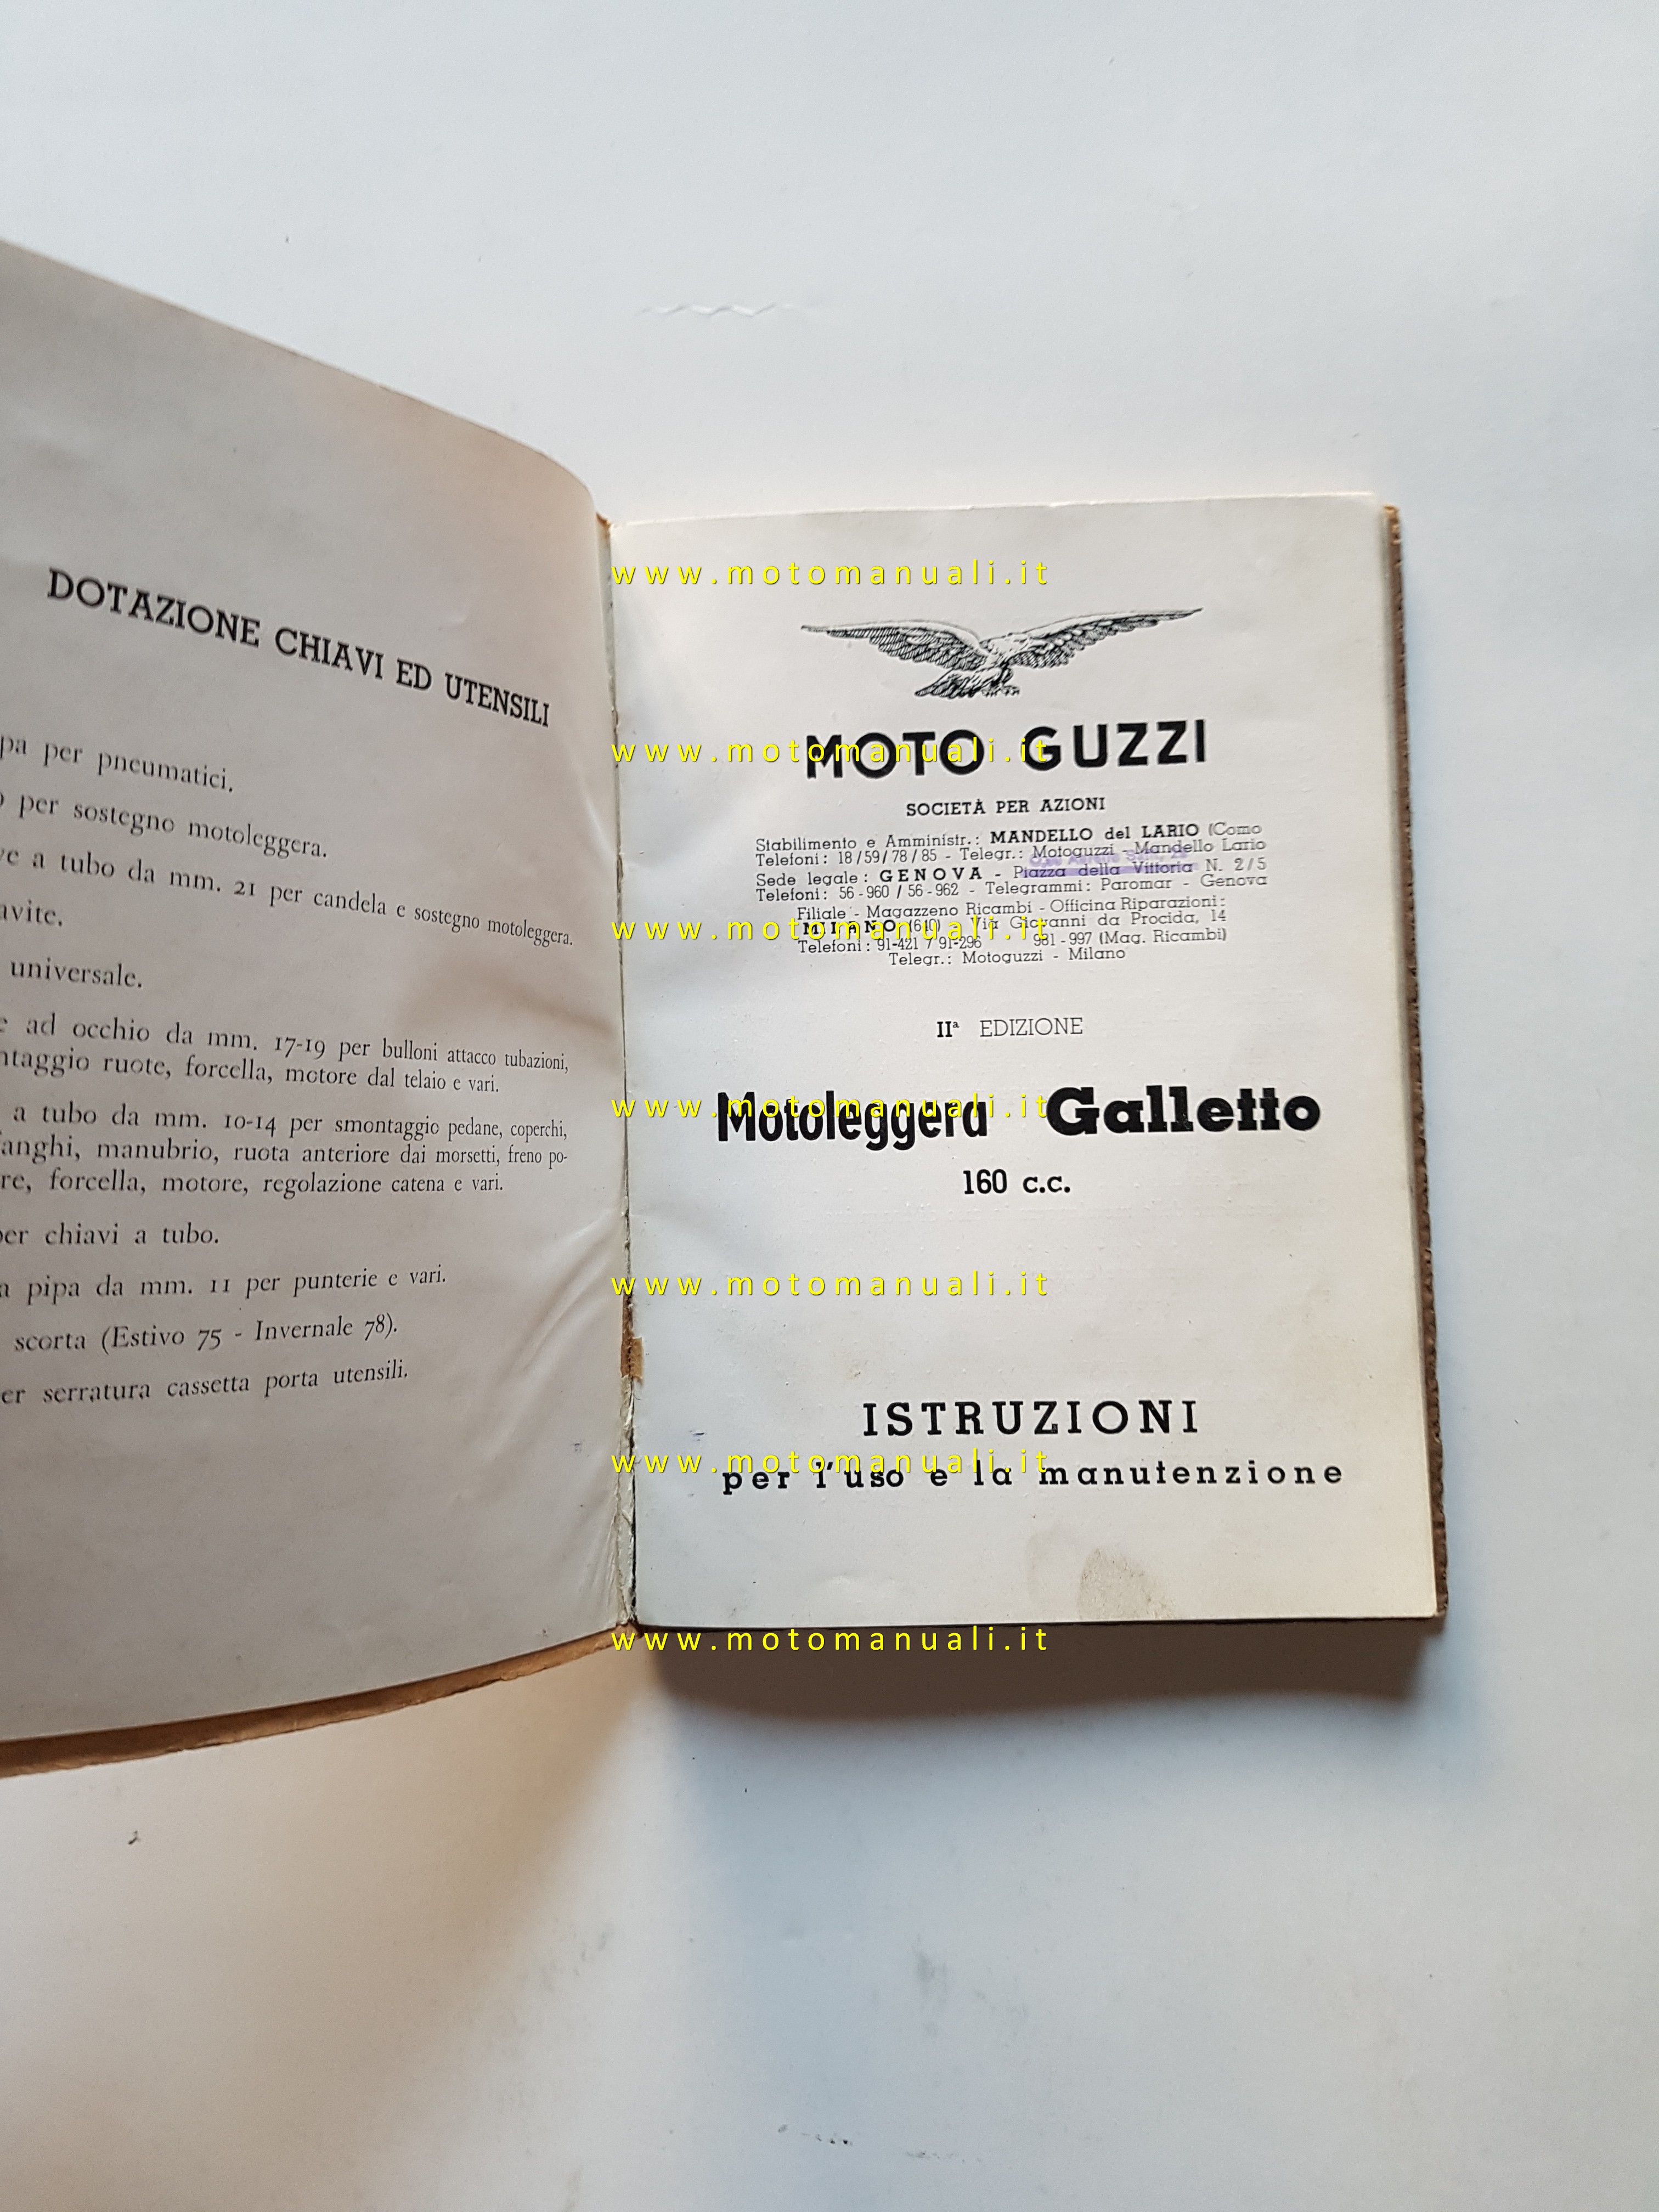 DOTAZIONE CHIAVI ED UTENSILI
per pneumatici.
per sostegno motoleggera.
a tubo da mm. 21 per candela e sostegno motoleggera.
universale.
ad occhio da mm. 17-19 per bulloni attacco tubazioni,
ruote, forcella, motore dal telaio e vari.
a tubo da mm. 10-14 per smontaggio pedane, coperchi,
manubrio, ruota anteriore dai morsetti, freno po-
re, forcella, motore, regolazione catena e vari.
per chiavi a tubo.
a pipa da mm. 11 per punterie e vari.
scorta (Estivo 75 - Invernale 78).
per serratura cassetta porta utensili.
www.motomanuali.it
MOTO GUZZI
www.motomanuali.it
SOCIETÀ PER AZIONI
Stabilimento e Amministr.: MANDELLO del LARIO (Como
Telefoni: 18/59/78/85 - Telegr.: Motoguzzi - Mandello Lario
Sede legale: GENOVA - Piazza della Vittoria N. 2/5
Telefoni: 56-960 / 56-962 - Telegrammi: Paromar - Genova
Filiale - Magazzeno Ricambi - Officina Riparazioni:
MILANO (640) - Via Giovanni da Procida, 14
www.motomanuali.it
Telefoni: 91-421 / 91-296 981-997 (Mag. Ricambi)
Telegr.: Motoguzzi - Milano
IIª EDIZIONE
Motoleggera Galletto
www.motomanuali.it
160 c.c.
www.motomanuali.it
ISTRUZIONI
per l'uso e la manutenzione
www.motomanuali.it
www.motomanuali.it